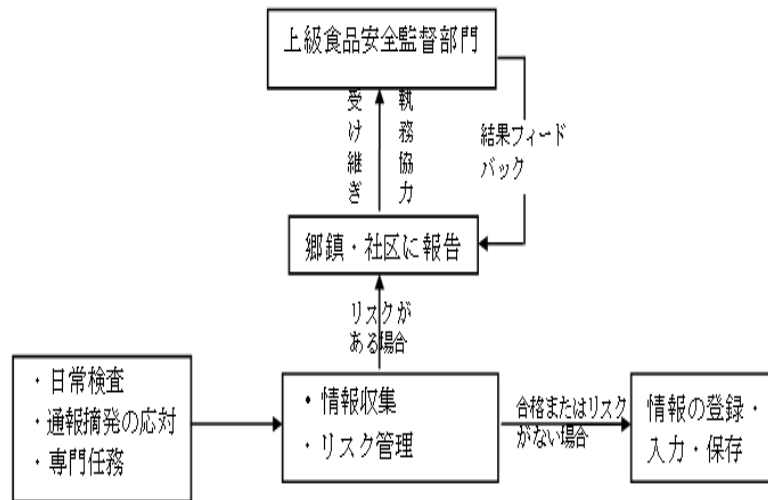 上級食品安全監督部門
受け継ぎ
執務協力
結果フィード
バック
郷鎮・社区に報告
リスクが
ある場合
・日常検査
・通報摘発の応対
・専門任務
・情報収集
・リスク管理
合格またはリスク
がない場合
情報の登録・
入力・保存